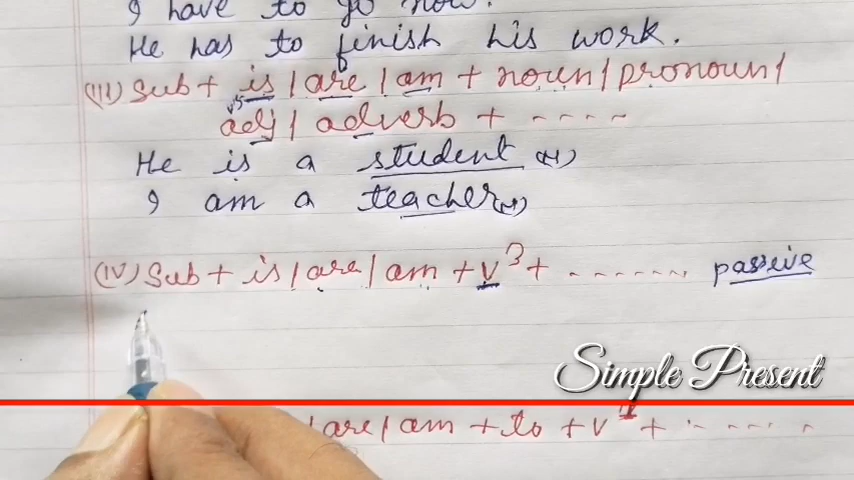 I have to go now.
He has to finish his work.
(III) Sub + is / are / am + noun / pronoun /
adj / adverb + ----
He is a student (N)
I am a teacher (N)
(IV) Sub + is / are / am + V³ + ------- passive
Simple Present
/ are / am + to + V¹ + -----